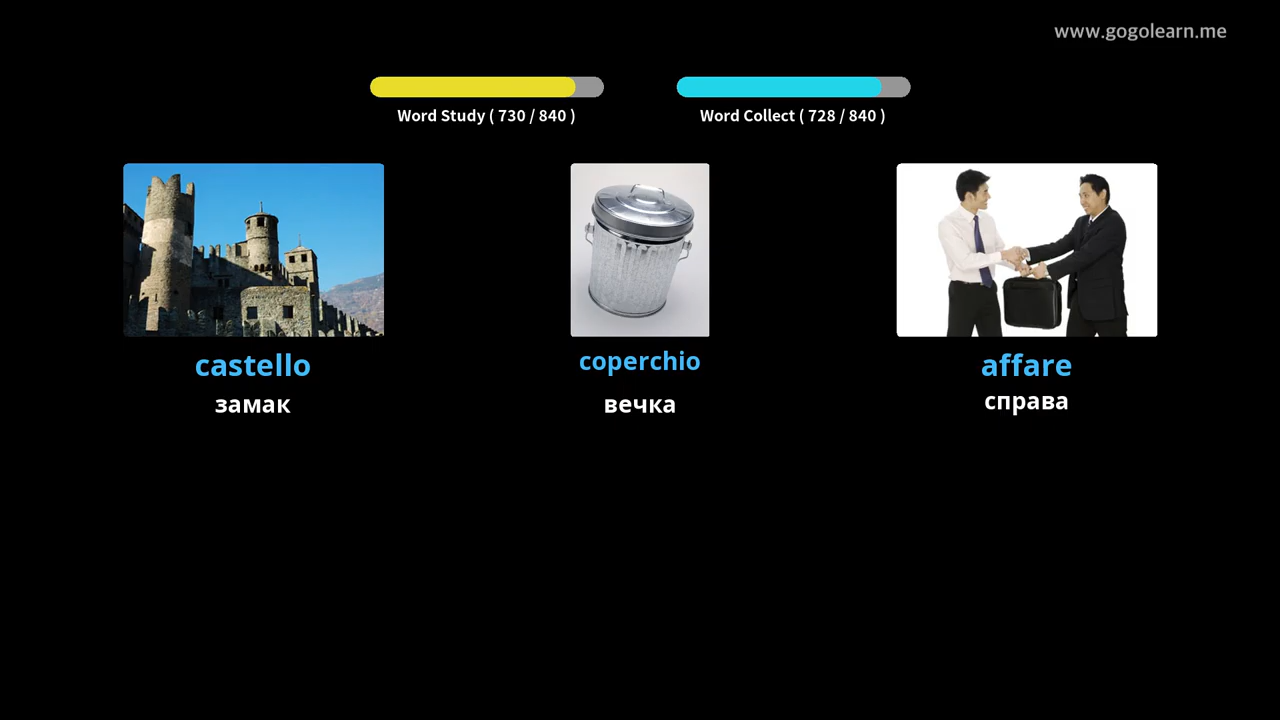 www.gogolearn.me
Word Study ( 730 / 840 )
Word Collect ( 728 / 840 )
castello
coperchio
affare
замак
вечка
справа